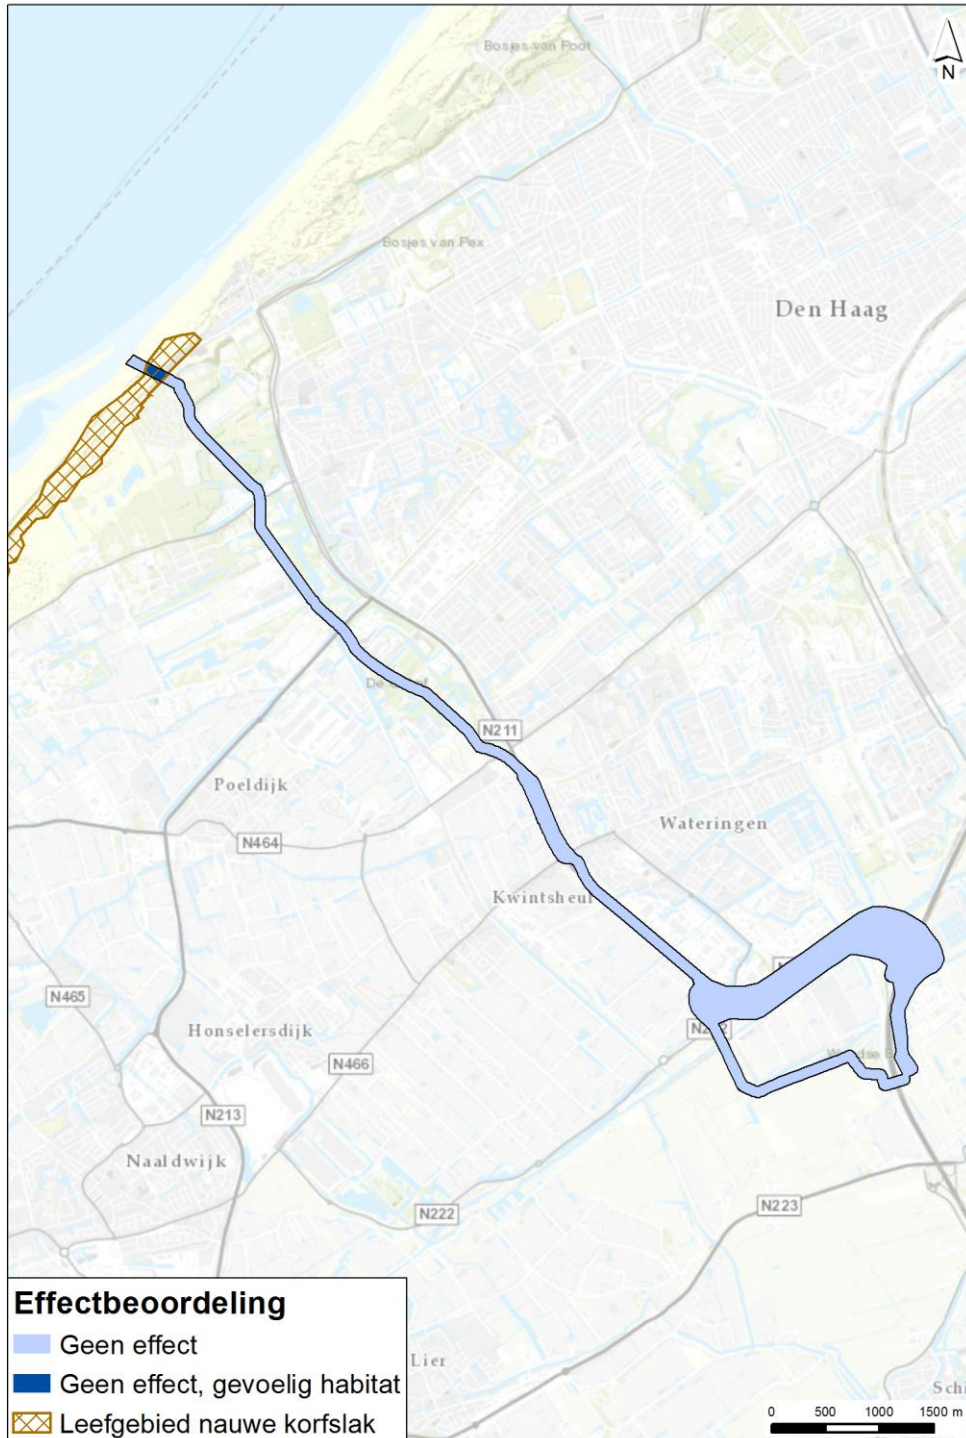 Bosjes van Poot
N
Bosjes van Pex
Den Haag
N211
Poeldijk
Wateringen
N464
Kwintsheul
N465
Honselersdijk
N466
N213
Naaldwijk
N222
N223
Effectbeoordeling
Geen effect
Geen effect, gevoelig habitat
Leefgebied nauwe korfslak
Lier
Schi
0 500 1000 1500 m